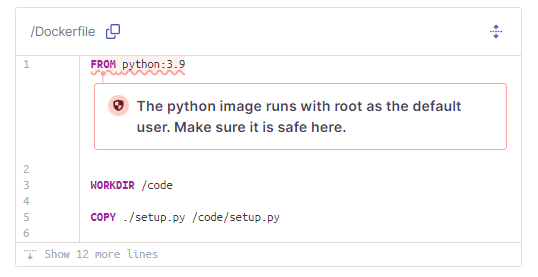 /Dockerfile
1 FROM python:3.9
The python image runs with root as the default
user. Make sure it is safe here.
2
3 WORKDIR /code
4
5 COPY ./setup.py /code/setup.py
6
Show 12 more lines